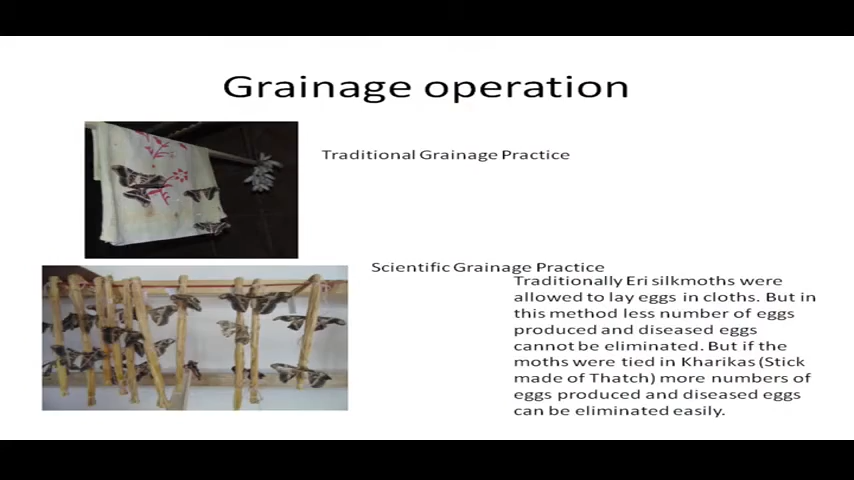 Grainage operation
Traditional Grainage Practice
Scientific Grainage Practice
Traditionally Eri silkmoths were
allowed to lay eggs in cloths. But in
this method less number of eggs
produced and diseased eggs
cannot be eliminated. But if the
moths were tied in Kharikas (Stick
made of Thatch) more numbers of
eggs produced and diseased eggs
can be eliminated easily.